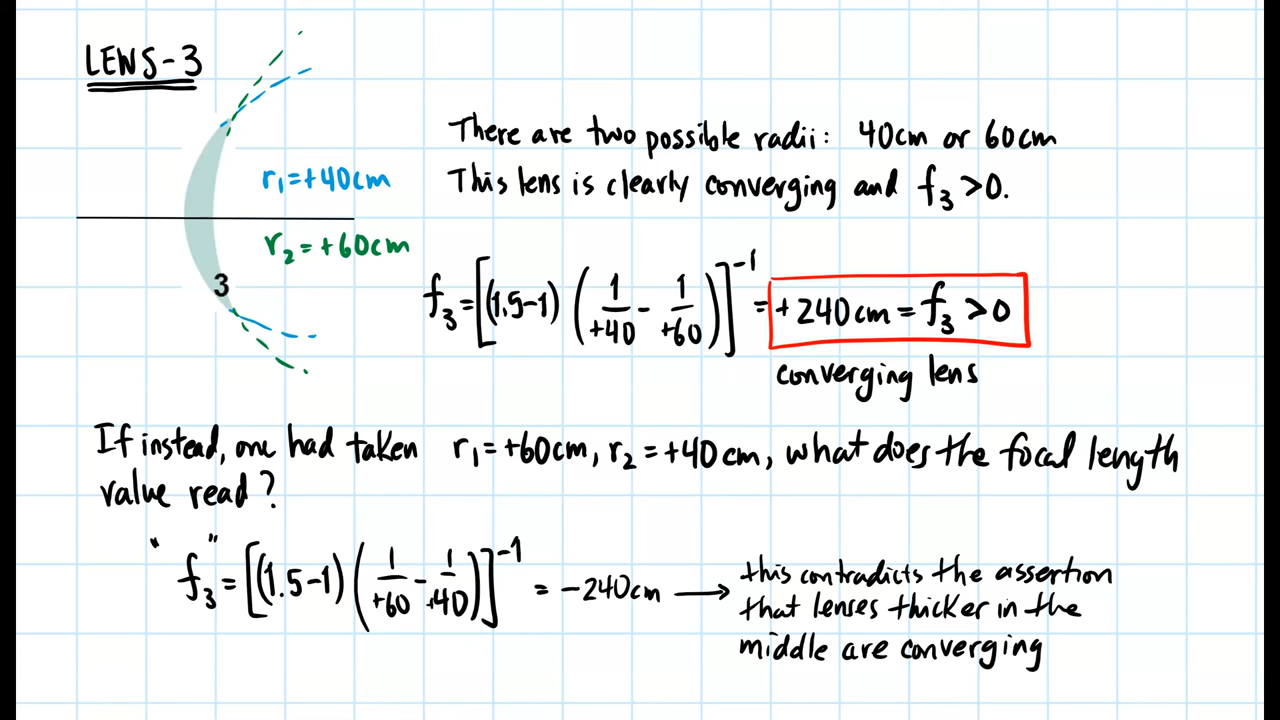 LENS-3
There are two possible radii: 40cm or 60cm
r₁=+40cm
This lens is clearly converging and f₃ >0.
r₂=+60cm
3
f₃=[(1.5-1)(1/+40 - 1/+60)]⁻¹ = +240cm = f₃ >0
converging lens
If instead, one had taken r₁=+60cm, r₂=+40cm, what does the focal length
value read?
"f₃"=[(1.5-1)(1/+60 - 1/+40)]⁻¹ = -240cm → this contradicts the assertion
that lenses thicker in the
middle are converging